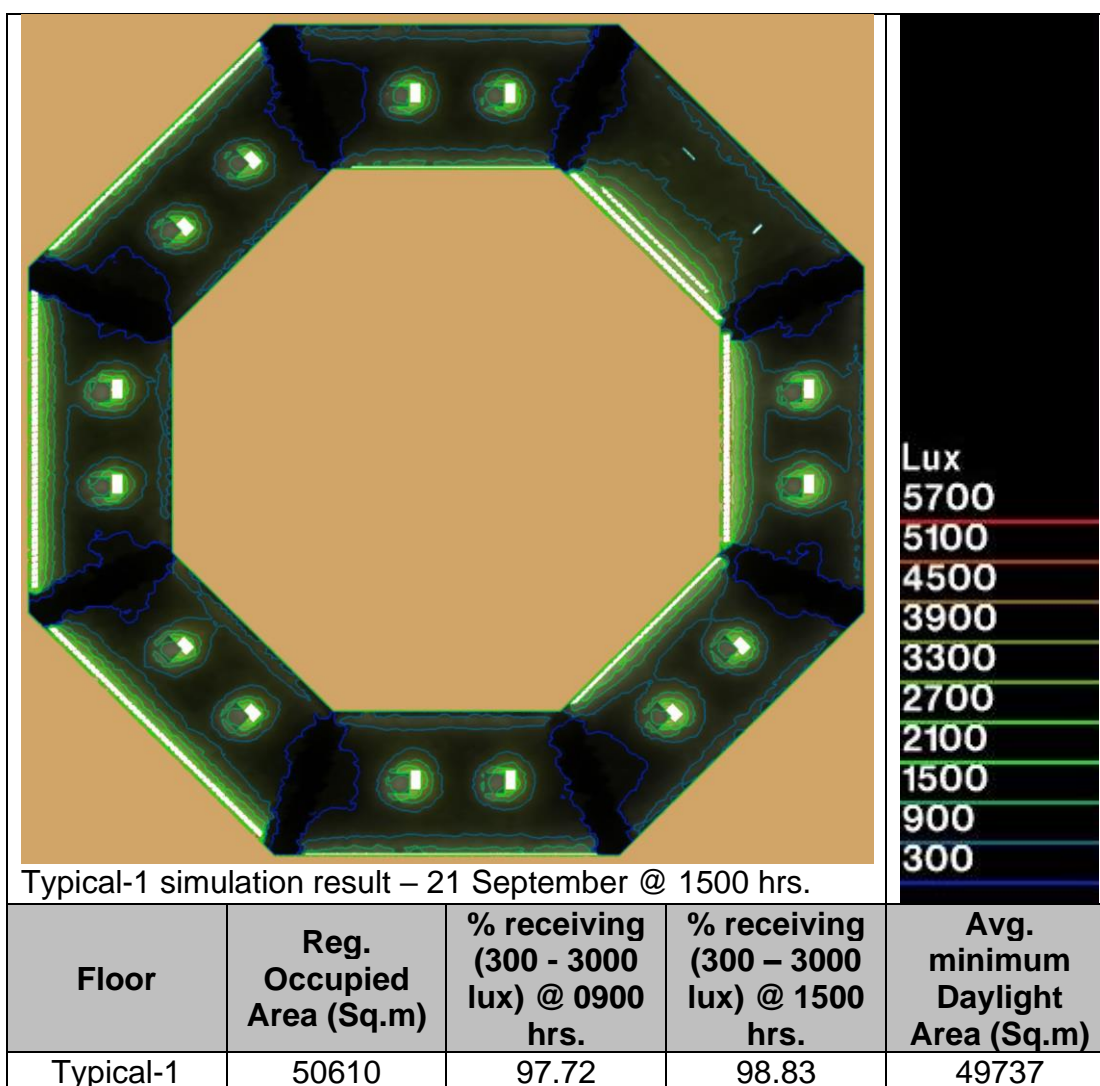 Lux
5700
5100
4500
3900
3300
2700
2100
1500
900
300
Typical-1 simulation result – 21 September @ 1500 hrs.
Floor
Reg.
Occupied
Area (Sq.m)
% receiving
(300 - 3000
lux) @ 0900
hrs.
% receiving
(300 – 3000
lux) @ 1500
hrs.
Avg.
minimum
Daylight
Area (Sq.m)
Typical-1 50610 97.72 98.83 49737